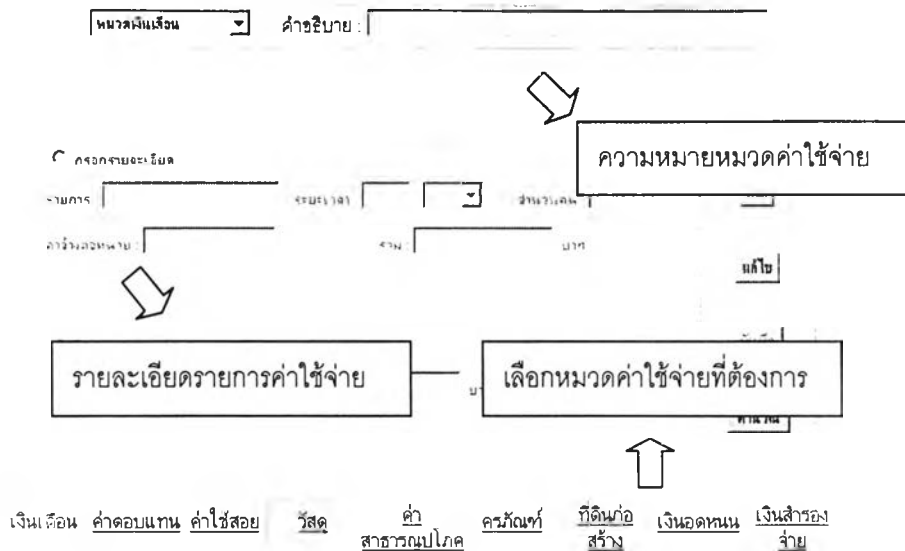 หมวดเงินเดือน คำอธิบาย :
ความหมายหมวดค่าใช้จ่าย
กรอกรายละเอียด
รายการ ระยะเวลา จำนวนคน
รวม : บาท
แก้ไข
รายละเอียดรายการค่าใช้จ่าย เลือกหมวดค่าใช้จ่ายที่ต้องการ
คำนวณ
เงินเดือน ค่าตอบแทน ค่าใช้สอย วัสดุ ค่า ครุภัณฑ์ ที่ดินก่อ เงินอุดหนุน เงินสำรอง
สาธารณูปโภค สร้าง จ่าย